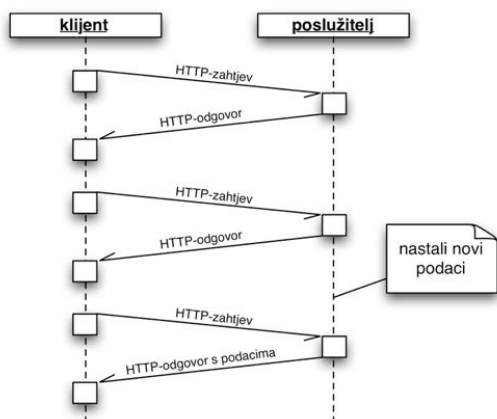 klijent
poslužitelj
HTTP-zahtjev
HTTP-odgovor
HTTP-zahtjev
HTTP-odgovor
nastali novi
podaci
HTTP-zahtjev
HTTP-odgovor s podacima